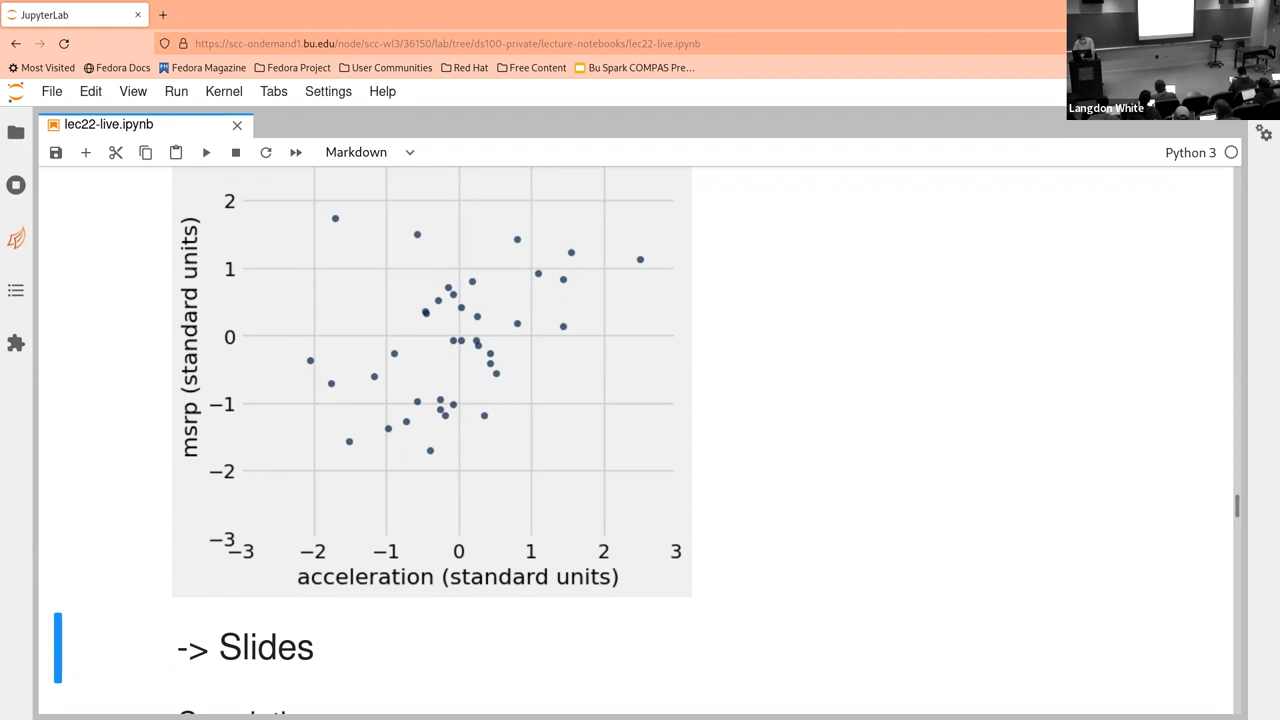 JupyterLab
https://scc-ondemand1.bu.edu/node/scc-wl3/36150/lab/tree/ds100-private/lecture-notebooks/lec22-live.ipynb
Most Visited Fedora Docs Fedora Magazine Fedora Project User Communities Red Hat Free Content Bu Spark COMPAS Pre…
Langdon White
File Edit View Run Kernel Tabs Settings Help
lec22-live.ipynb
Markdown Python 3
2
1
0
−1
−2
−3
msrp (standard units)
−3 −2 −1 0 1 2 3
acceleration (standard units)
-> Slides